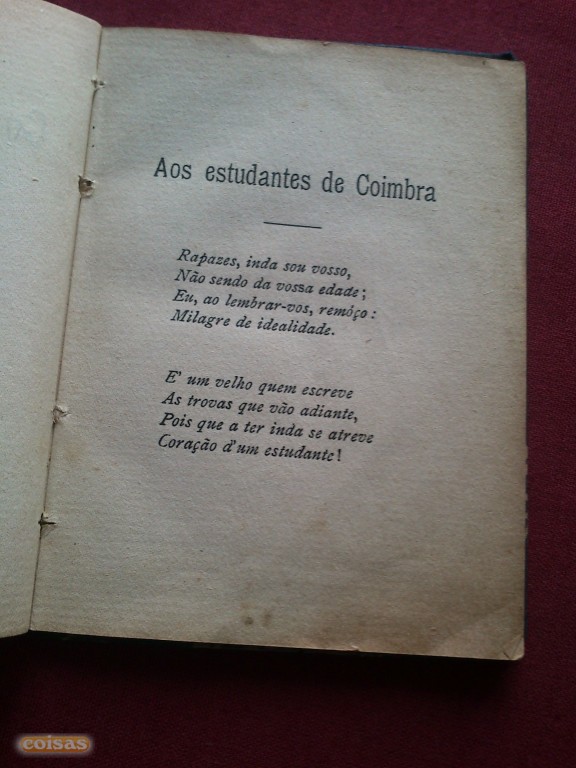 Aos estudantes de Coimbra
Rapazes, inda sou vosso,
Não sendo da vossa edade;
Eu, ao lembrar-vos, remóço:
Milagre de idealidade.
E' um velho quem escreve
As trovas que vão adiante,
Pois que a ter inda se atreve
Coração d'um estudante!
coisas